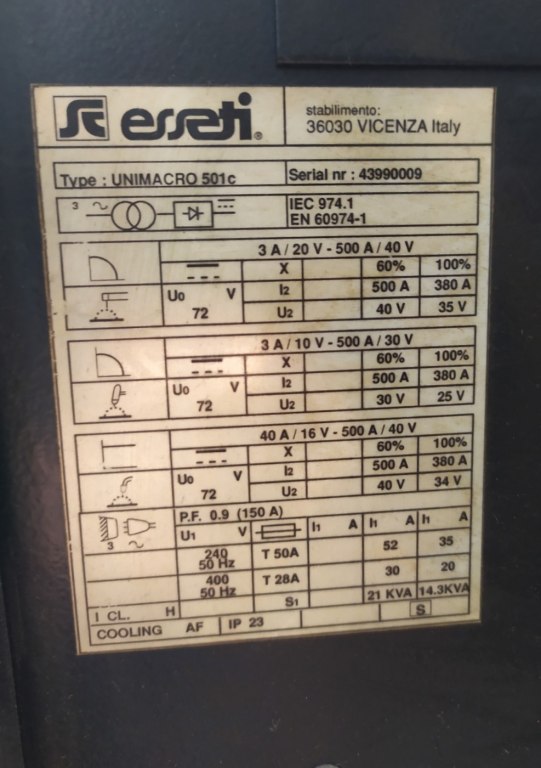 esseti®
stabilimento:
36030 VICENZA Italy
Type : UNIMACRO 501c
Serial nr : 43990009
3
IEC 974.1
EN 60974-1
3 A / 20 V - 500 A / 40 V
X 60% 100%
U0 V I2 500 A 380 A
72 U2 40 V 35 V
3 A / 10 V - 500 A / 30 V
X 60% 100%
U0 V I2 500 A 380 A
72 U2 30 V 25 V
40 A / 16 V - 500 A / 40 V
X 60% 100%
U0 V I2 500 A 380 A
72 U2 40 V 34 V
P.F. 0.9 (150 A)
3 U1 V I1 A I1 A I1 A
240
50 Hz T 50A 52 35
400
50 Hz T 28A 30 20
S1 21 KVA 14.3KVA
I CL. H
COOLING AF IP 23 S